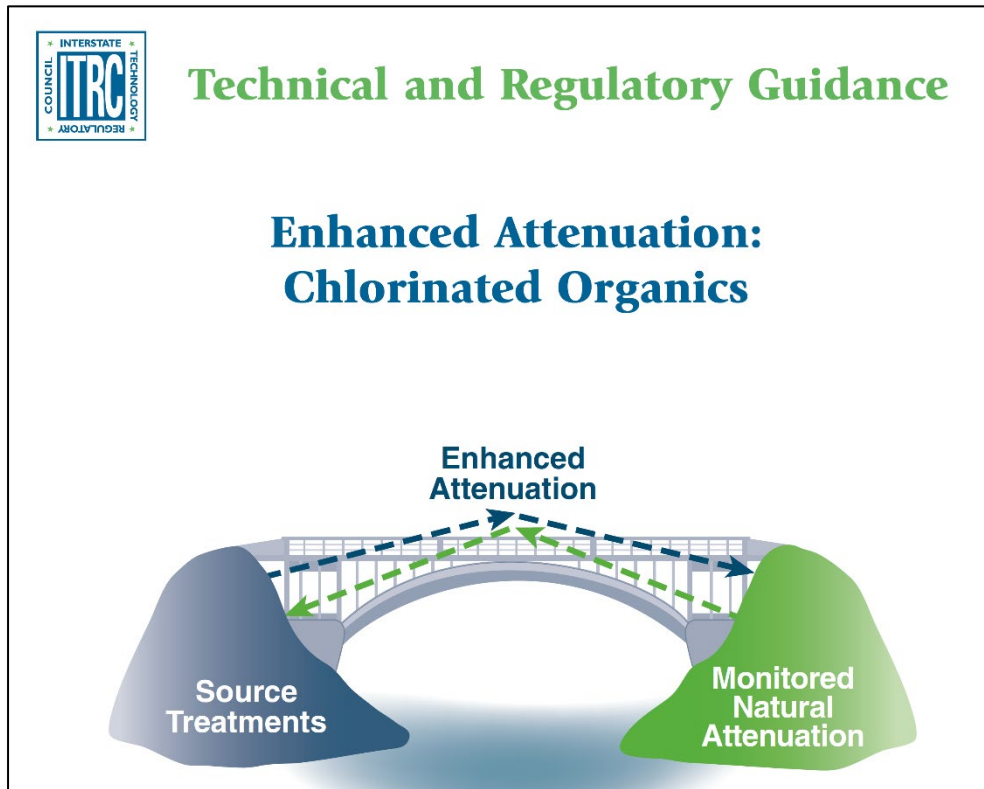 INTERSTATE
TECHNOLOGY
REGULATORY
COUNCIL
ITRC
Technical and Regulatory Guidance
Enhanced Attenuation:
Chlorinated Organics
Enhanced
Attenuation
Source
Treatments
Monitored
Natural
Attenuation